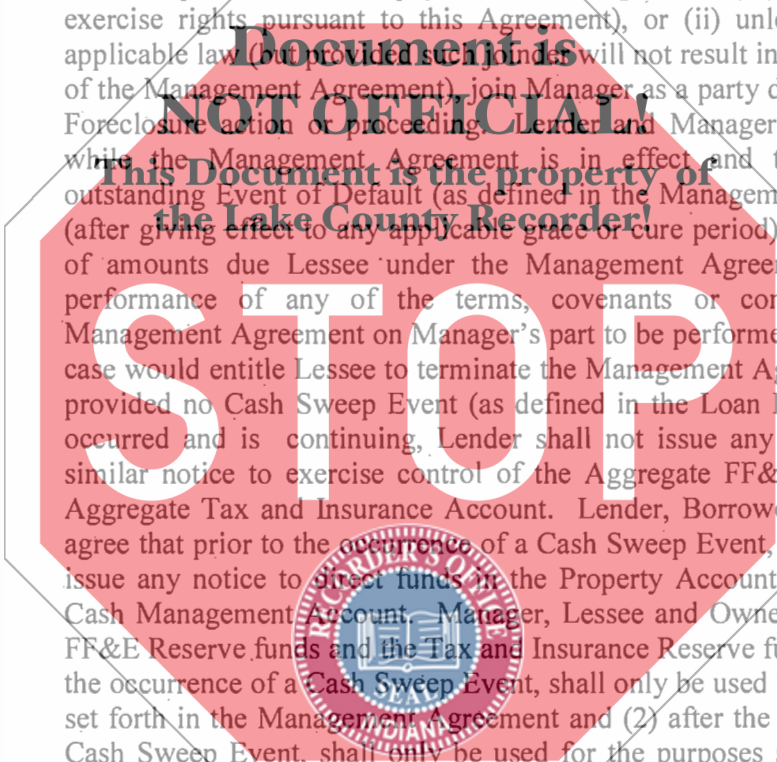 exercise rights pursuant to this Agreement), or (ii) unl
applicable law (but provided such joinder will not result in
of the Management Agreement), join Manager as a party d
Foreclosure action or proceeding. Lender and Manager
while the Management Agreement is in effect and t
outstanding Event of Default (as defined in the Managem
(after giving effect to any applicable grace or cure period)
of amounts due Lessee under the Management Agree
performance of any of the terms, covenants or con
Management Agreement on Manager's part to be performe
case would entitle Lessee to terminate the Management A
provided no Cash Sweep Event (as defined in the Loan
occurred and is continuing, Lender shall not issue any
similar notice to exercise control of the Aggregate FF&
Aggregate Tax and Insurance Account. Lender, Borrow
agree that prior to the occurrence of a Cash Sweep Event,
issue any notice to direct funds in the Property Account
Cash Management Account. Manager, Lessee and Owne
FF&E Reserve funds and the Tax and Insurance Reserve fu
the occurrence of a Cash Sweep Event, shall only be used
set forth in the Management Agreement and (2) after the
Cash Sweep Event, shall only be used for the purposes
Document is
NOT OFFICIAL!
This Document is the property of
the Lake County Recorder!
STOP
RECORDER'S OFFICE
SEAL
INDIANA